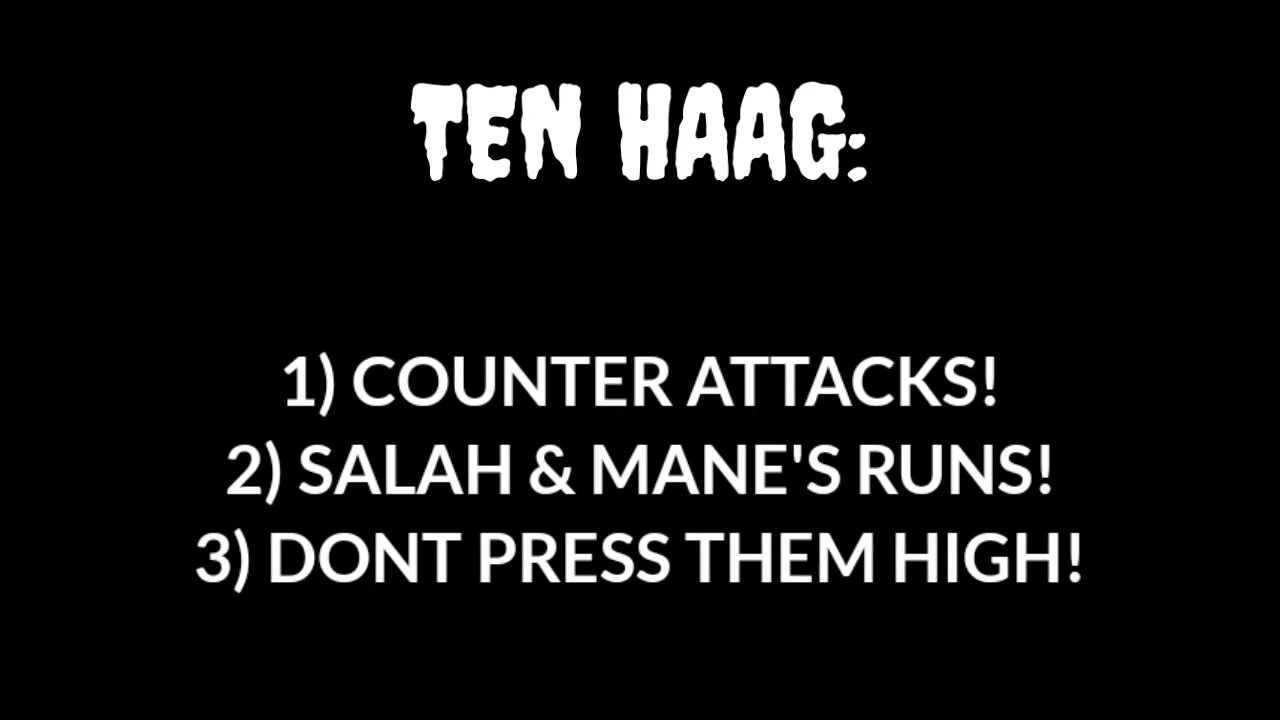 TEN HAAG:
1) COUNTER ATTACKS!
2) SALAH & MANE'S RUNS!
3) DONT PRESS THEM HIGH!